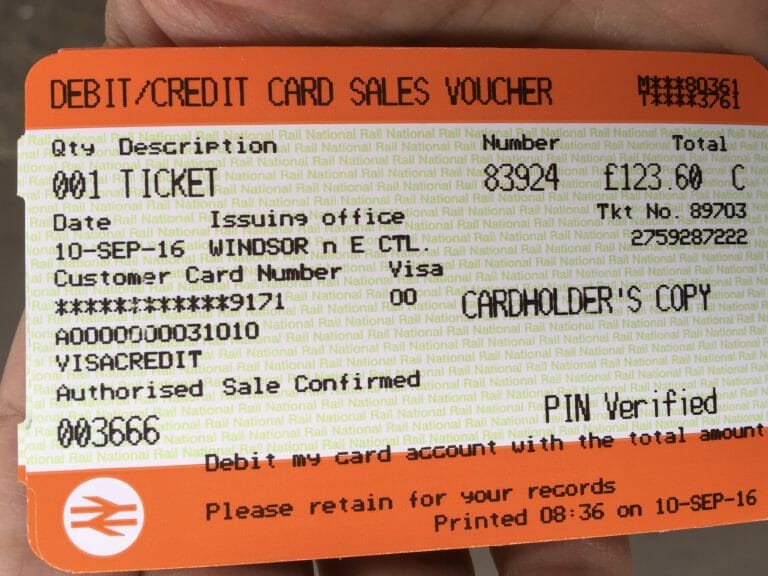 DEBIT/CREDIT CARD SALES VOUCHER
M***80361
T****3761
Qty Description Number Total
001 TICKET 83924 £123.60 C
Date Issuing office Tkt No. 89703
10-SEP-16 WINDSOR n E CTL. 2759287222
Customer Card Number Visa
************9171 00 CARDHOLDER'S COPY
A0000000031010
VISACREDIT
Authorised Sale Confirmed
003666 PIN Verified
Debit my card account with the total amount
Please retain for your records
Printed 08:36 on 10-SEP-16